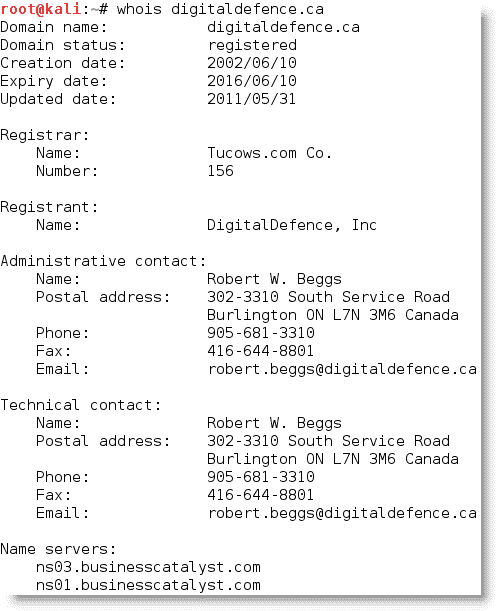 root@kali:~# whois digitaldefence.ca
Domain name: digitaldefence.ca
Domain status: registered
Creation date: 2002/06/10
Expiry date: 2016/06/10
Updated date: 2011/05/31
Registrar:
Name: Tucows.com Co.
Number: 156
Registrant:
Name: DigitalDefence, Inc
Administrative contact:
Name: Robert W. Beggs
Postal address: 302-3310 South Service Road
Burlington ON L7N 3M6 Canada
Phone: 905-681-3310
Fax: 416-644-8801
Email: robert.beggs@digitaldefence.ca
Technical contact:
Name: Robert W. Beggs
Postal address: 302-3310 South Service Road
Burlington ON L7N 3M6 Canada
Phone: 905-681-3310
Fax: 416-644-8801
Email: robert.beggs@digitaldefence.ca
Name servers:
ns03.businesscatalyst.com
ns01.businesscatalyst.com